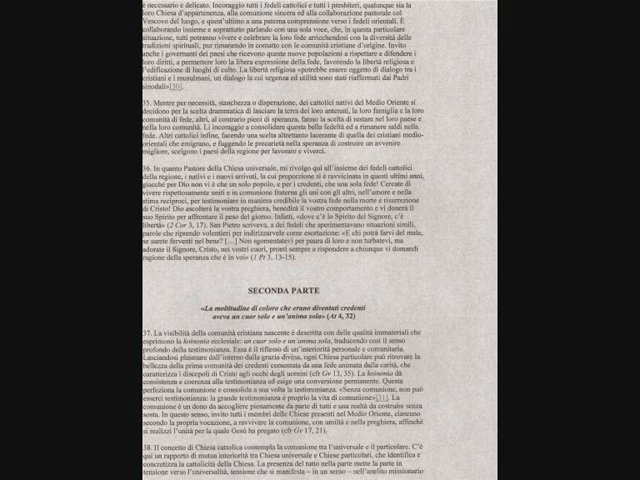 è necessario e delicato. Incoraggio tutti i fedeli cattolici e tutti i presbiteri, qualunque sia la
loro Chiesa d'appartenenza, alla comunione sincera ed alla collaborazione pastorale col
Vescovo del luogo, e quest'ultimo a una paterna comprensione verso i fedeli orientali. È
collaborando insieme e soprattutto parlando con una sola voce, che, in questa particolare
situazione, tutti potranno vivere e celebrare la loro fede arricchendosi con la diversità delle
tradizioni spirituali, pur rimanendo in contatto con le comunità cristiane d'origine. Invito
anche i governanti dei paesi che ricevono queste nuove popolazioni a rispettare e difendere i
loro diritti, a permettere loro la libera espressione della fede, favorendo la libertà religiosa e
l'edificazione di luoghi di culto. La libertà religiosa «potrebbe essere oggetto di dialogo tra i
cristiani e i musulmani, un dialogo la cui urgenza ed utilità sono stati riaffermati dai Padri
sinodali»[30].
35. Mentre per necessità, stanchezza o disperazione, dei cattolici nativi del Medio Oriente si
decidono per la scelta drammatica di lasciare la terra dei loro antenati, la loro famiglia e la loro
comunità di fede, altri, al contrario pieni di speranza, fanno la scelta di restare nel loro paese e
nella loro comunità. Li incoraggio a consolidare questa bella fedeltà ed a rimanere saldi nella
fede. Altri cattolici infine, facendo una scelta altrettanto lacerante di quella dei cristiani medio-
orientali che emigrano, e fuggendo le precarietà nella speranza di costruire un avvenire
migliore, scelgono i paesi della regione per lavorare e viverci.
36. In quanto Pastore della Chiesa universale, mi rivolgo qui all'insieme dei fedeli cattolici
della regione, i nativi e i nuovi arrivati, la cui proporzione si è ravvicinata in questi ultimi anni,
giacché per Dio non vi è che un solo popolo, e per i credenti, che una sola fede! Cercate di
vivere rispettosamente uniti e in comunione fraterna gli uni con gli altri, nell'amore e nella
stima reciproci, per testimoniare in maniera credibile la vostra fede nella morte e risurrezione
di Cristo! Dio ascolterà la vostra preghiera, benedirà il vostro comportamento e vi donerà il
suo Spirito per affrontare il peso del giorno. Infatti, «dove c'è lo Spirito del Signore, c'è
libertà» (2 Cor 3, 17). San Pietro scriveva, a dei fedeli che sperimentavano situazioni simili,
parole che riprendo volentieri per indirizzarvele come esortazione: «E chi potrà farvi del male,
se sarete ferventi nel bene? […] Non sgomentatevi per paura di loro e non turbatevi, ma
adorate il Signore, Cristo, nei vostri cuori, pronti sempre a rispondere a chiunque vi domandi
ragione della speranza che è in voi» (1 Pt 3, 13-15).
SECONDA PARTE
«La moltitudine di coloro che erano diventati credenti
aveva un cuor solo e un'anima sola» (At 4, 32)
37. La visibilità della comunità cristiana nascente è descritta con delle qualità immateriali che
esprimono la koinonia ecclesiale: un cuor solo e un'anima sola, traducendo così il senso
profondo della testimonianza. Essa è il riflesso di un'interiorità personale e comunitaria.
Lasciandosi plasmare dall'interno dalla grazia divina, ogni Chiesa particolare può ritrovare la
bellezza della prima comunità dei credenti cementata da una fede animata dalla carità, che
caratterizza i discepoli di Cristo agli occhi degli uomini (cfr Gv 13, 35). La koinonia dà
consistenza e coerenza alla testimonianza ed esige una conversione permanente. Questa
perfeziona la comunione e consolida a sua volta la testimonianza. «Senza comunione, non può
esserci testimonianza: la grande testimonianza è proprio la vita di comunione»[31]. La
comunione è un dono da accogliere pienamente da parte di tutti e una realtà da costruire senza
sosta. In questo senso, invito tutti i membri delle Chiese presenti nel Medio Oriente, ciascuno
secondo la propria vocazione, a ravvivare la comunione, con umiltà e nella preghiera, affinché
si realizzi l'unità per la quale Gesù ha pregato (cfr Gv 17, 21).
38. Il concetto di Chiesa cattolica contempla la comunione tra l'universale e il particolare. C'è
qui un rapporto di mutua interiorità tra Chiesa universale e Chiese particolari, che identifica e
concretizza la cattolicità della Chiesa. La presenza del tutto nella parte mette la parte in
tensione verso l'universalità, tensione che si manifesta – in un senso – nell'anelito missionario